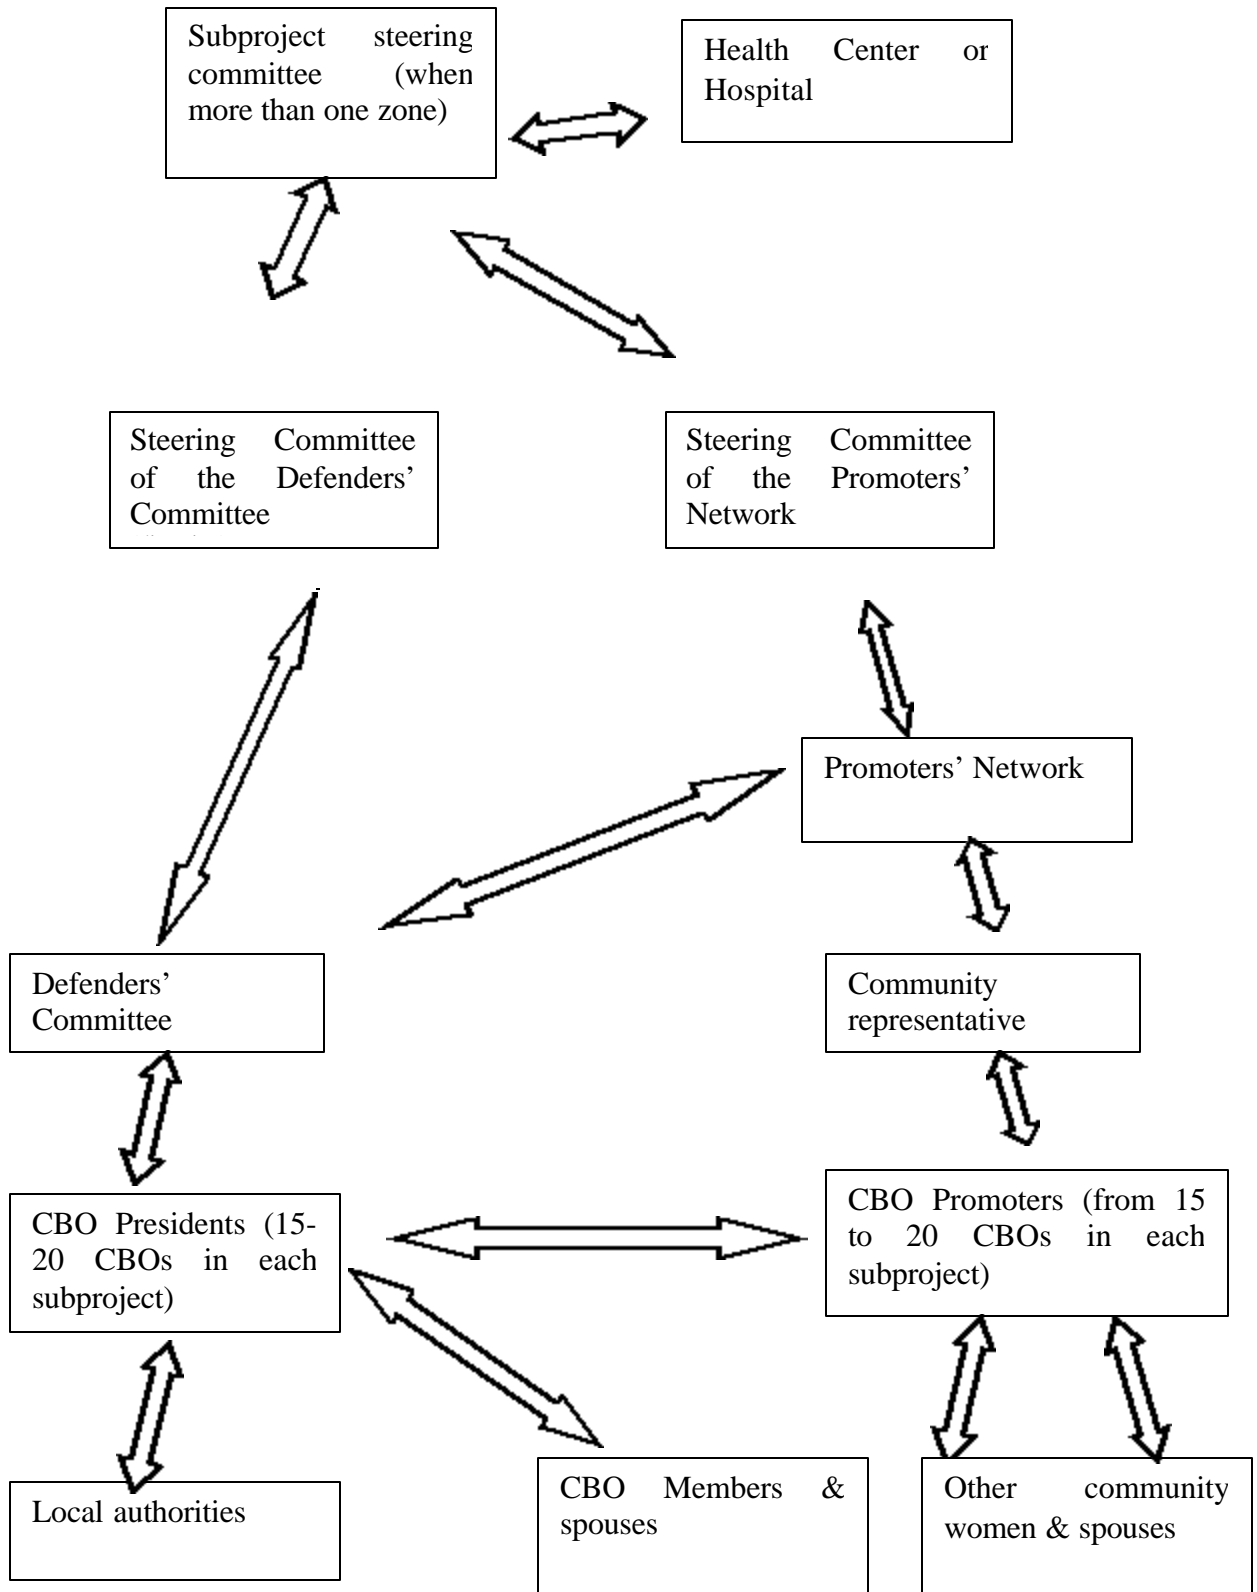 Subproject steering
committee (when
more than one zone)
Health Center or
Hospital
Steering Committee
of the Defenders’
Committee
Steering Committee
of the Promoters’
Network
Promoters’ Network
Defenders’
Committee
Community
representative
CBO Presidents (15-
20 CBOs in each
subproject)
CBO Promoters (from 15
to 20 CBOs in each
subproject)
Local authorities
CBO Members &
spouses
Other community
women & spouses